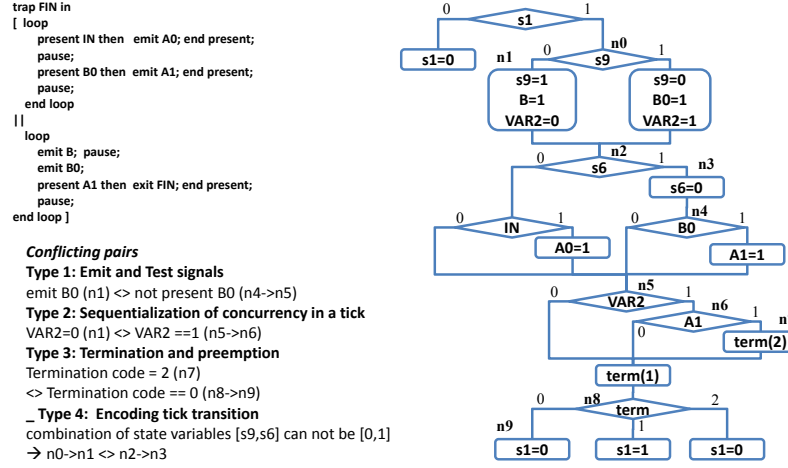 trap FIN in
[ loop
present IN then emit A0; end present;
pause;
present B0 then emit A1; end present;
pause;
end loop
||
loop
emit B; pause;
emit B0;
present A1 then exit FIN; end present;
pause;
end loop ]
Conflicting pairs
Type 1: Emit and Test signals
emit B0 (n1) <> not present B0 (n4->n5)
Type 2: Sequentialization of concurrency in a tick
VAR2=0 (n1) <> VAR2 ==1 (n5->n6)
Type 3: Termination and preemption
Termination code = 2 (n7)
<> Termination code == 0 (n8->n9)
_ Type 4: Encoding tick transition
combination of state variables [s9,s6] can not be [0,1]
→ n0->n1 <> n2->n3
0 s1 1
s1=0
n0
n1 0 s9 1
s9=1
B=1
VAR2=0
s9=0
B0=1
VAR2=1
n2
0 s6 1
n3
s6=0
n4
0 IN 1
0 B0 1
A0=1
A1=1
n5
0 VAR2 1
n6
A1 1
0
n
term(2)
term(1)
n8
0 term 2
1
n9
s1=0
s1=1
s1=0